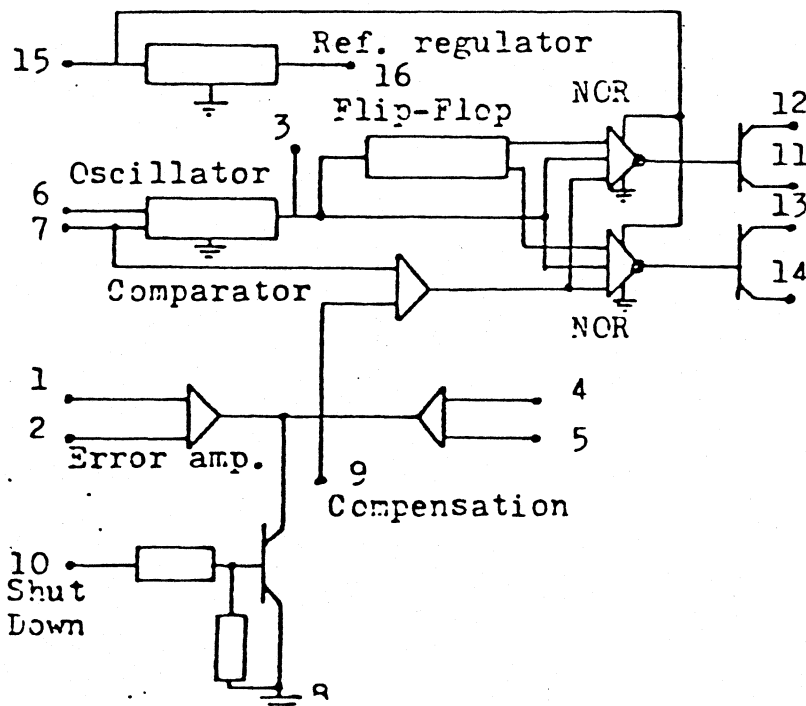 15
Ref. regulator
16
NOR
12
3
Flip-Flop
11
Oscillator
6
7
13
Comparator
14
NOR
1
4
2
5
Error amp.
9
Compensation
10
Shut
Down
8